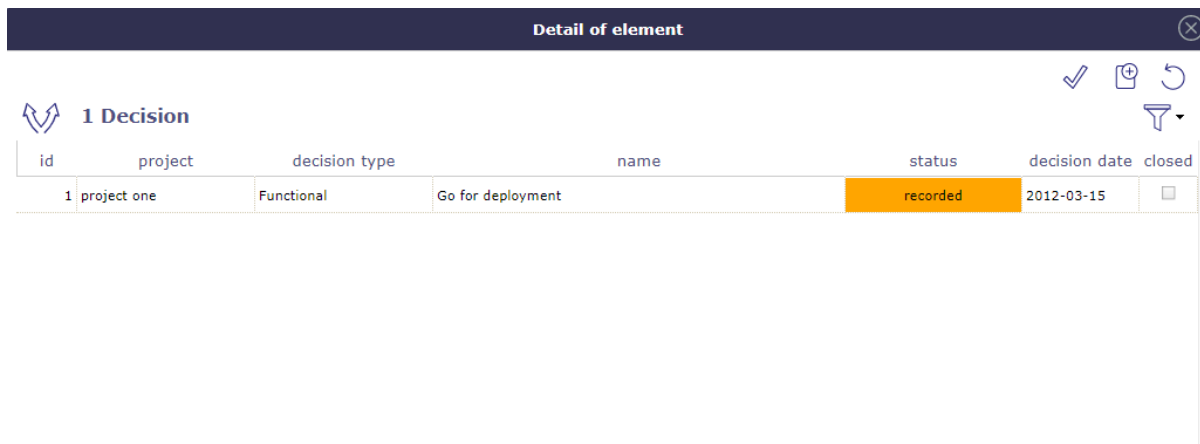 Detail of element
1 Decision
id project decision type name status decision date closed
1 project one Functional Go for deployment recorded 2012-03-15